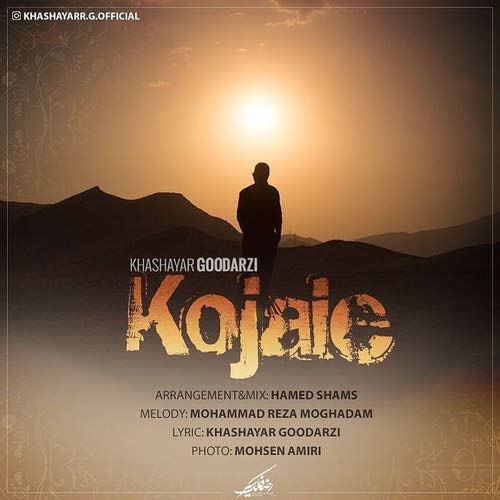 KHASHAYARR.G.OFFICIAL
KHASHAYAR GOODARZI
Kojaie
ARRANGEMENT&MIX: HAMED SHAMS
MELODY: MOHAMMAD REZA MOGHADAM
LYRIC: KHASHAYAR GOODARZI
PHOTO: MOHSEN AMIRI